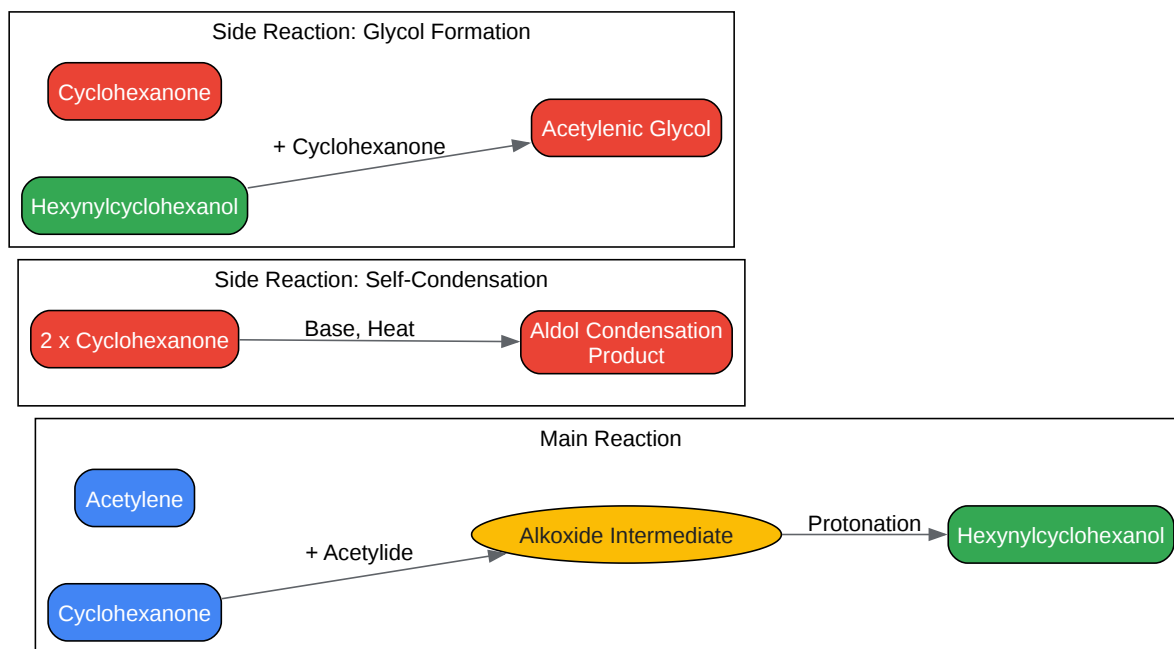 Side Reaction: Glycol Formation
Cyclohexanone
+ Cyclohexanone
Acetylenic Glycol
Hexynylcyclohexanol
Side Reaction: Self-Condensation
2 x Cyclohexanone
Base, Heat
Aldol Condensation
Product
Main Reaction
Acetylene
+ Acetylide
Cyclohexanone
Alkoxide Intermediate
Protonation
Hexynylcyclohexanol